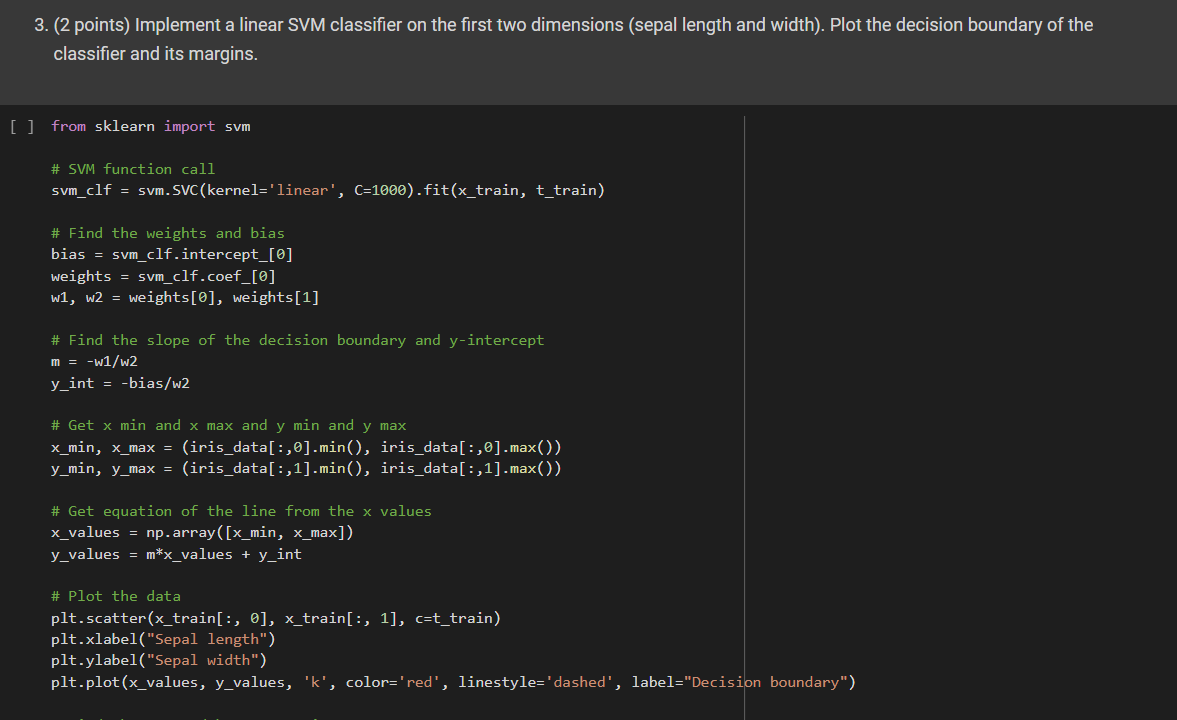 3. (2 points) Implement a linear SVM classifier on the first two dimensions (sepal length and width). Plot the decision boundary of the
classifier and its margins.
[ ] from sklearn import svm
# SVM function call
svm_clf = svm.SVC(kernel='linear', C=1000).fit(x_train, t_train)
# Find the weights and bias
bias = svm_clf.intercept_[0]
weights = svm_clf.coef_[0]
w1, w2 = weights[0], weights[1]
# Find the slope of the decision boundary and y-intercept
m = -w1/w2
y_int = -bias/w2
# Get x min and x max and y min and y max
x_min, x_max = (iris_data[:,0].min(), iris_data[:,0].max())
y_min, y_max = (iris_data[:,1].min(), iris_data[:,1].max())
# Get equation of the line from the x values
x_values = np.array([x_min, x_max])
y_values = m*x_values + y_int
# Plot the data
plt.scatter(x_train[:, 0], x_train[:, 1], c=t_train)
plt.xlabel("Sepal length")
plt.ylabel("Sepal width")
plt.plot(x_values, y_values, 'k', color='red', linestyle='dashed', label="Decision boundary")